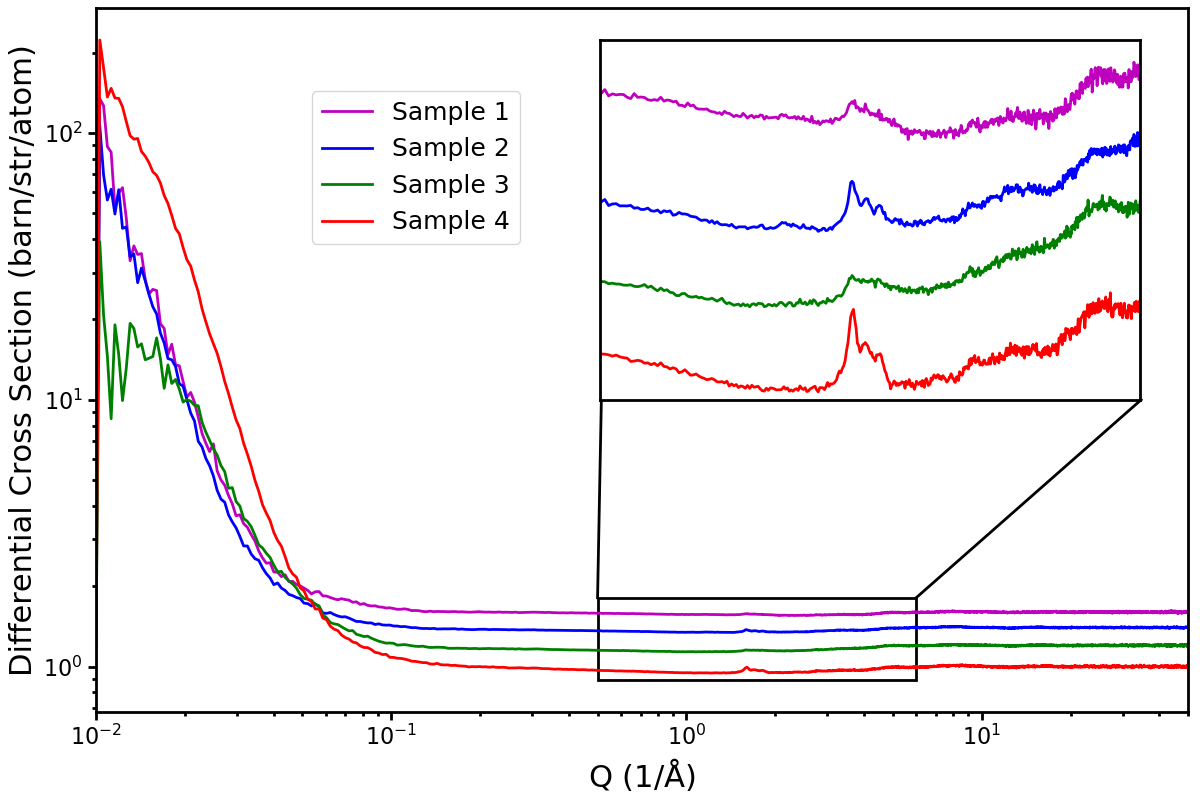 Differential Cross Section (barn/str/atom)
10²
10¹
10⁰
Sample 1
Sample 2
Sample 3
Sample 4
10⁻²
10⁻¹
10⁰
10¹
Q (1/Å)